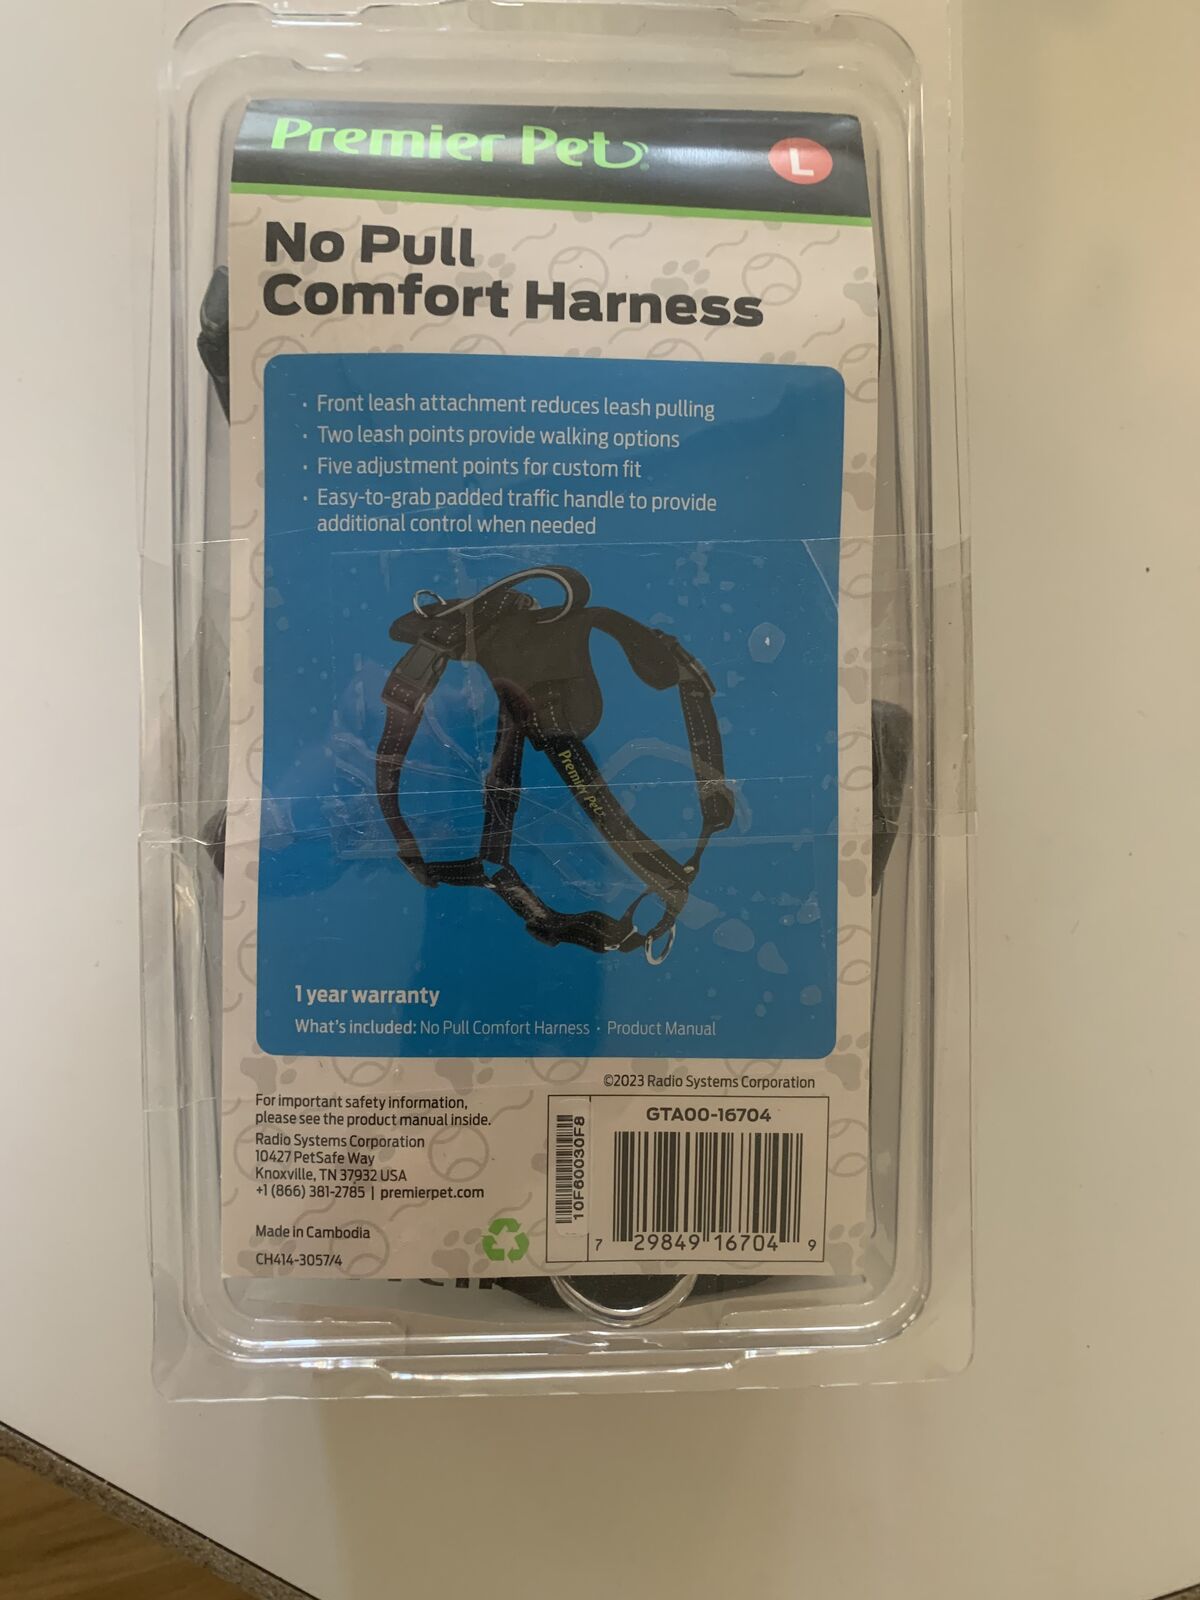 Premier Pet®
L
No Pull
Comfort Harness
· Front leash attachment reduces leash pulling
· Two leash points provide walking options
· Five adjustment points for custom fit
· Easy-to-grab padded traffic handle to provide
additional control when needed
Premier Pet
1 year warranty
What's included: No Pull Comfort Harness · Product Manual
©2023 Radio Systems Corporation
For important safety information,
please see the product manual inside.
Radio Systems Corporation
10427 PetSafe Way
Knoxville, TN 37932 USA
+1 (866) 381-2785 | premierpet.com
Made in Cambodia
CH414-3057/4
GTA00-16704
10F60030F8
7 29849 16704 9